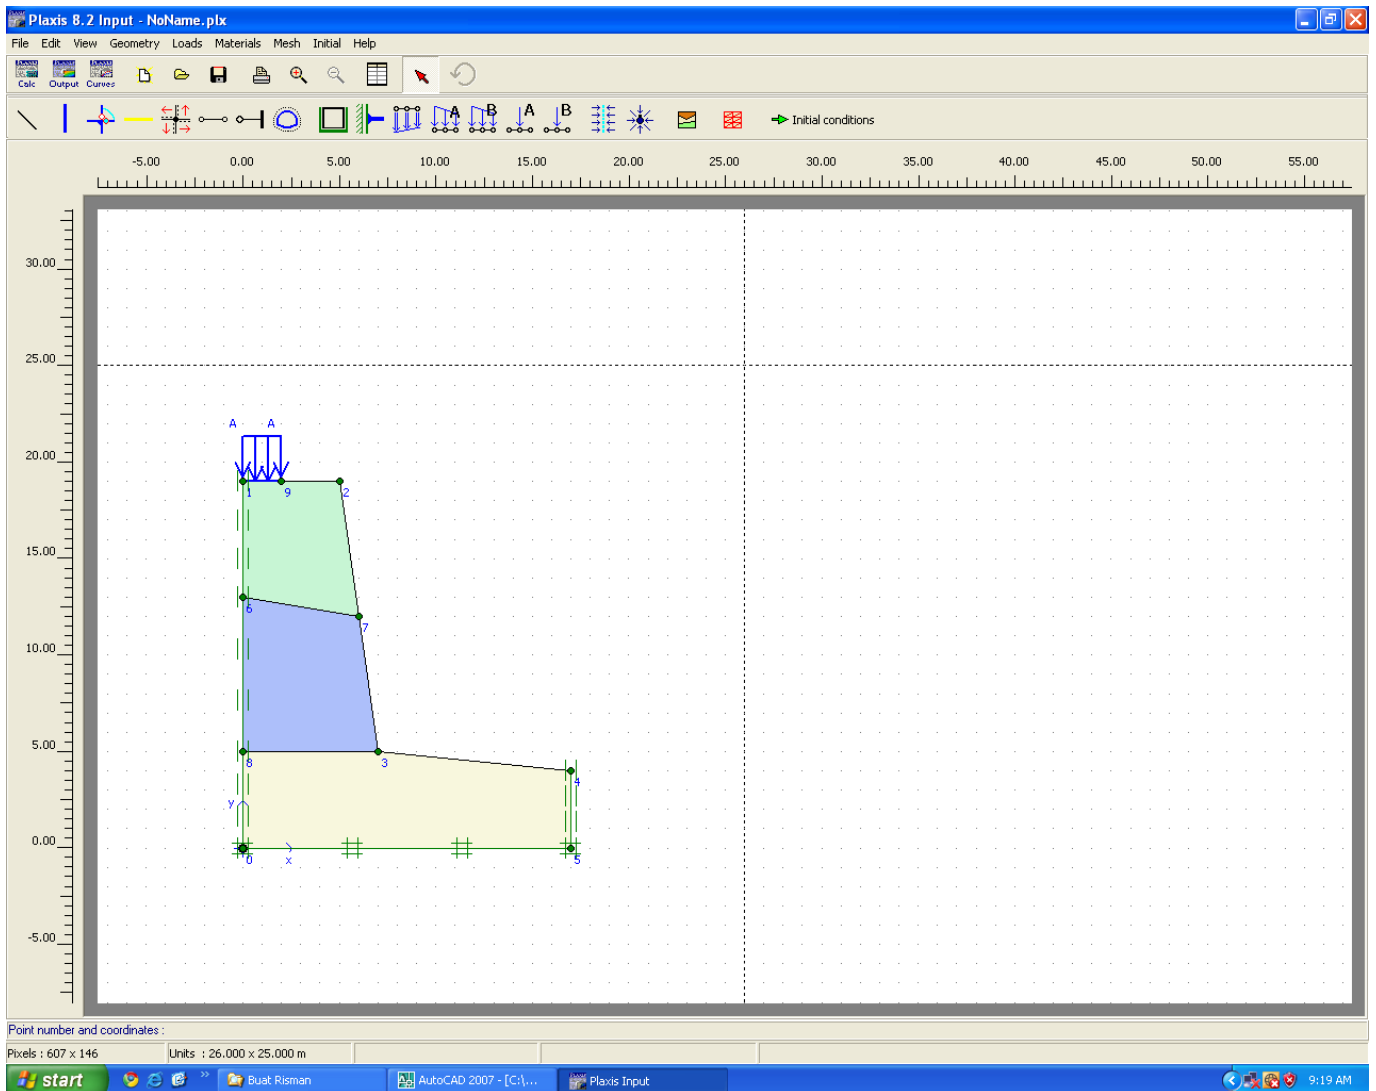 Plaxis 8.2 Input - NoName.plx
File Edit View Geometry Loads Materials Mesh Initial Help
Calc Output Curves
A B A B Initial conditions
-5.00 0.00 5.00 10.00 15.00 20.00 25.00 30.00 35.00 40.00 45.00 50.00 55.00
30.00
25.00
A A
20.00
1 9 2
15.00
6
7
10.00
5.00
8 3
4
y
0.00
0 x 5
-5.00
Point number and coordinates :
Pixels : 607 x 146 Units : 26.000 x 25.000 m
start Buat Risman AutoCAD 2007 - [C:\... Plaxis Input 9:19 AM